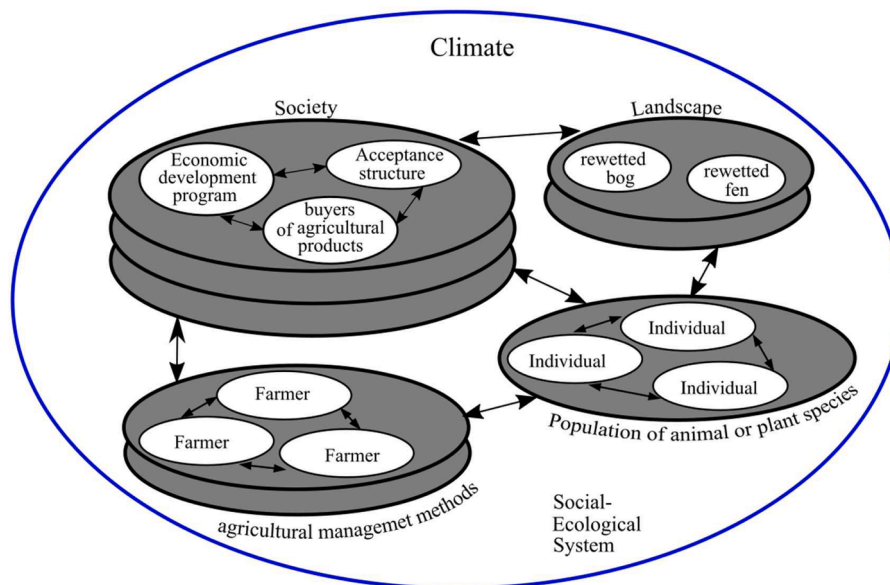 Climate
Society
Landscape
Economic
development
program
Acceptance
structure
buyers
of agricultural
products
rewetted
bog
rewetted
fen
Individual
Individual
Individual
Population of animal or plant species
Farmer
Farmer
Farmer
agricultural managemet methods
Social-
Ecological
System